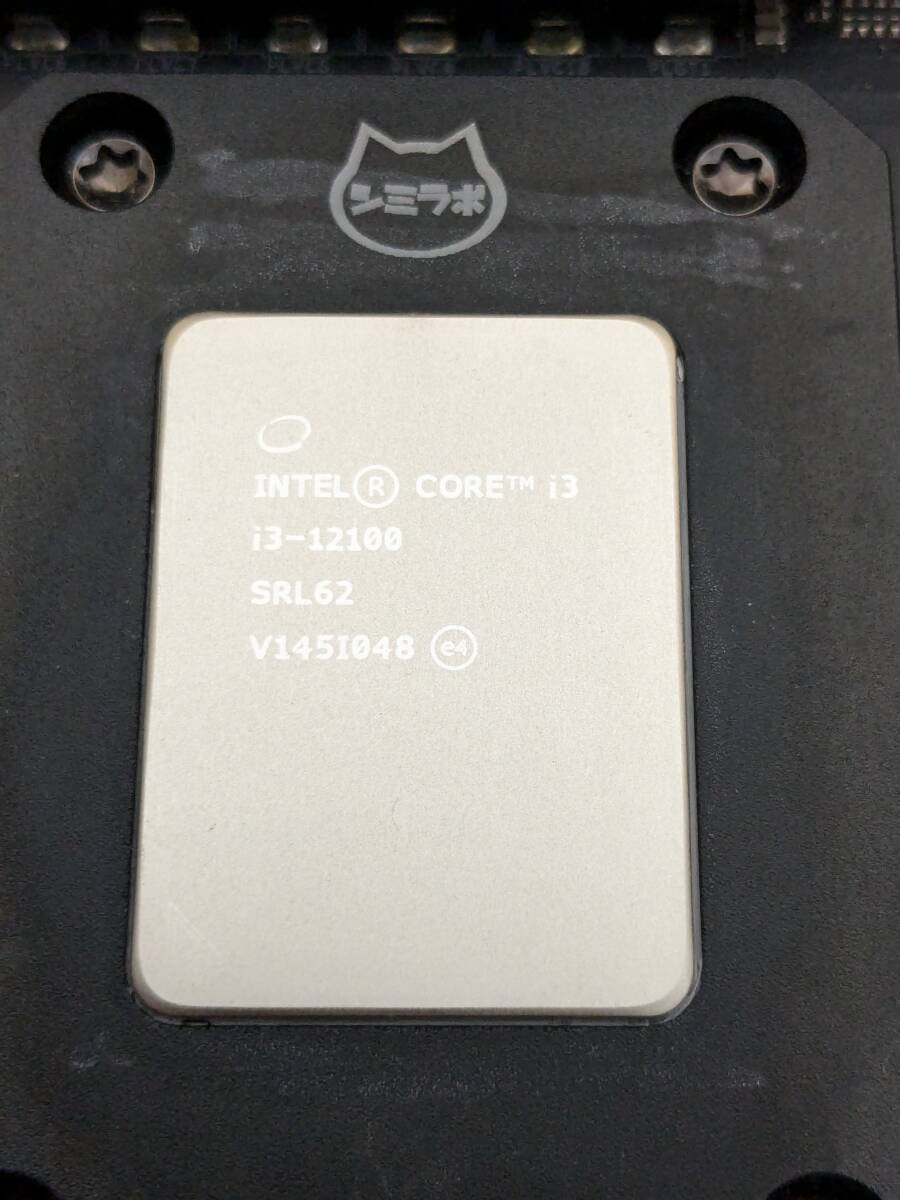 シミラボ
INTEL® CORE™ i3
i3-12100
SRL62
V145I048 e4